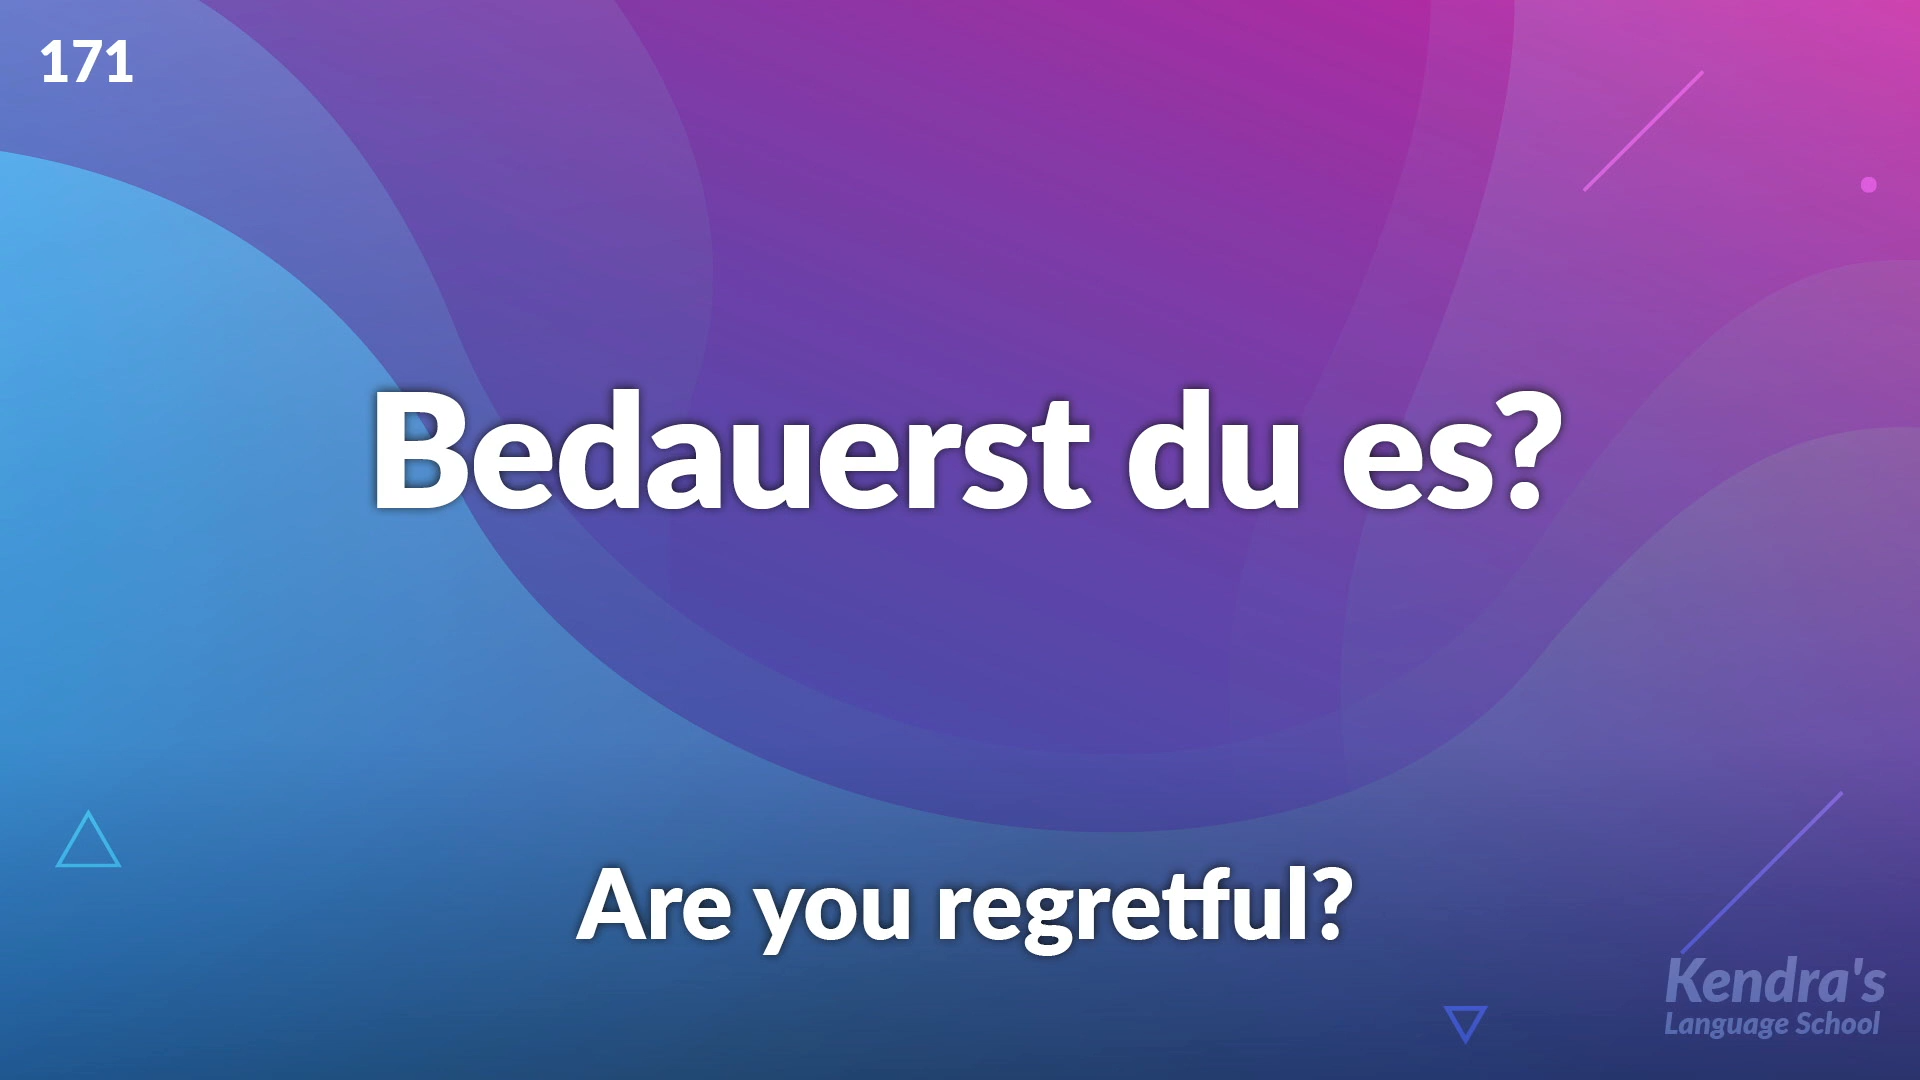 171
Bedauerst du es?
Are you regretful?
Kendra's
Language School